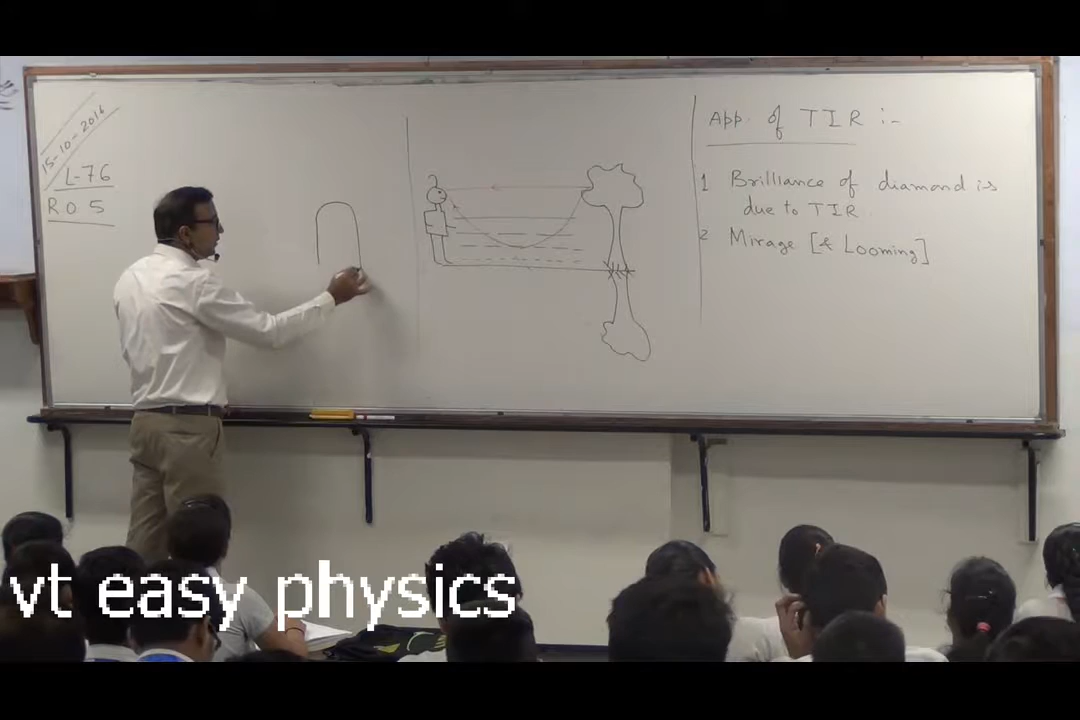 15-10-2016
L-76
R05
App. of TIR :-
1 Brilliance of diamond is
due to TIR.
2 Mirage [& Looming]
vt easy physics